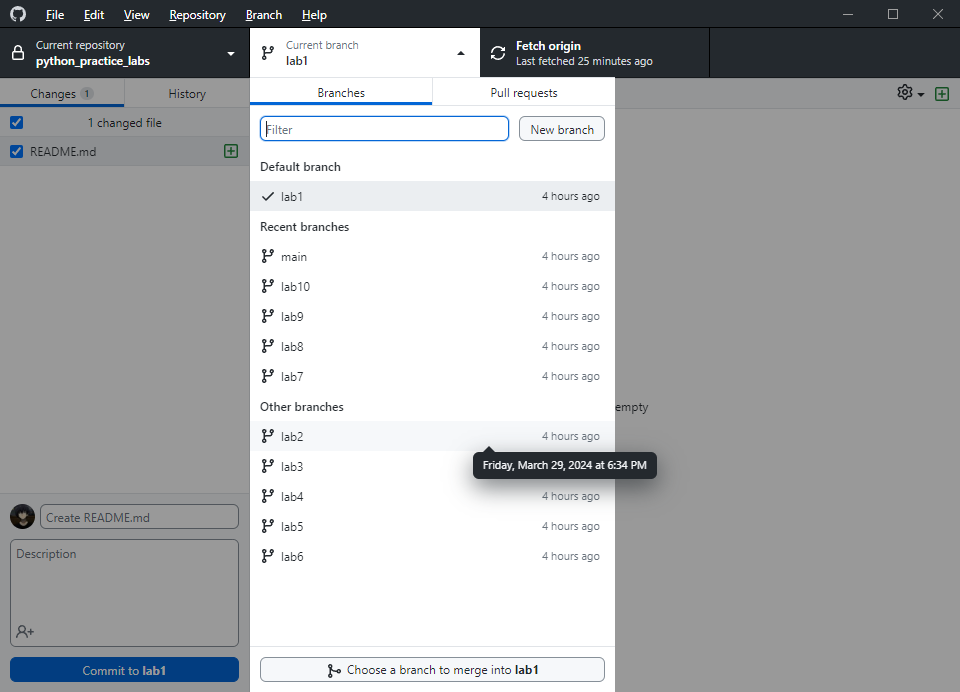 File Edit View Repository Branch Help
Current repository
python_practice_labs
Current branch
lab1
Fetch origin
Last fetched 25 minutes ago
Changes 1 History
1 changed file
README.md
Branches Pull requests
Filter New branch
Default branch
lab1 4 hours ago
Recent branches
main 4 hours ago
lab10 4 hours ago
lab9 4 hours ago
lab8 4 hours ago
lab7 4 hours ago
Other branches
lab2 4 hours ago
Friday, March 29, 2024 at 6:34 PM
lab3
lab4 4 hours ago
lab5 4 hours ago
lab6 4 hours ago
Choose a branch to merge into lab1
empty
Create README.md
Description
Commit to lab1